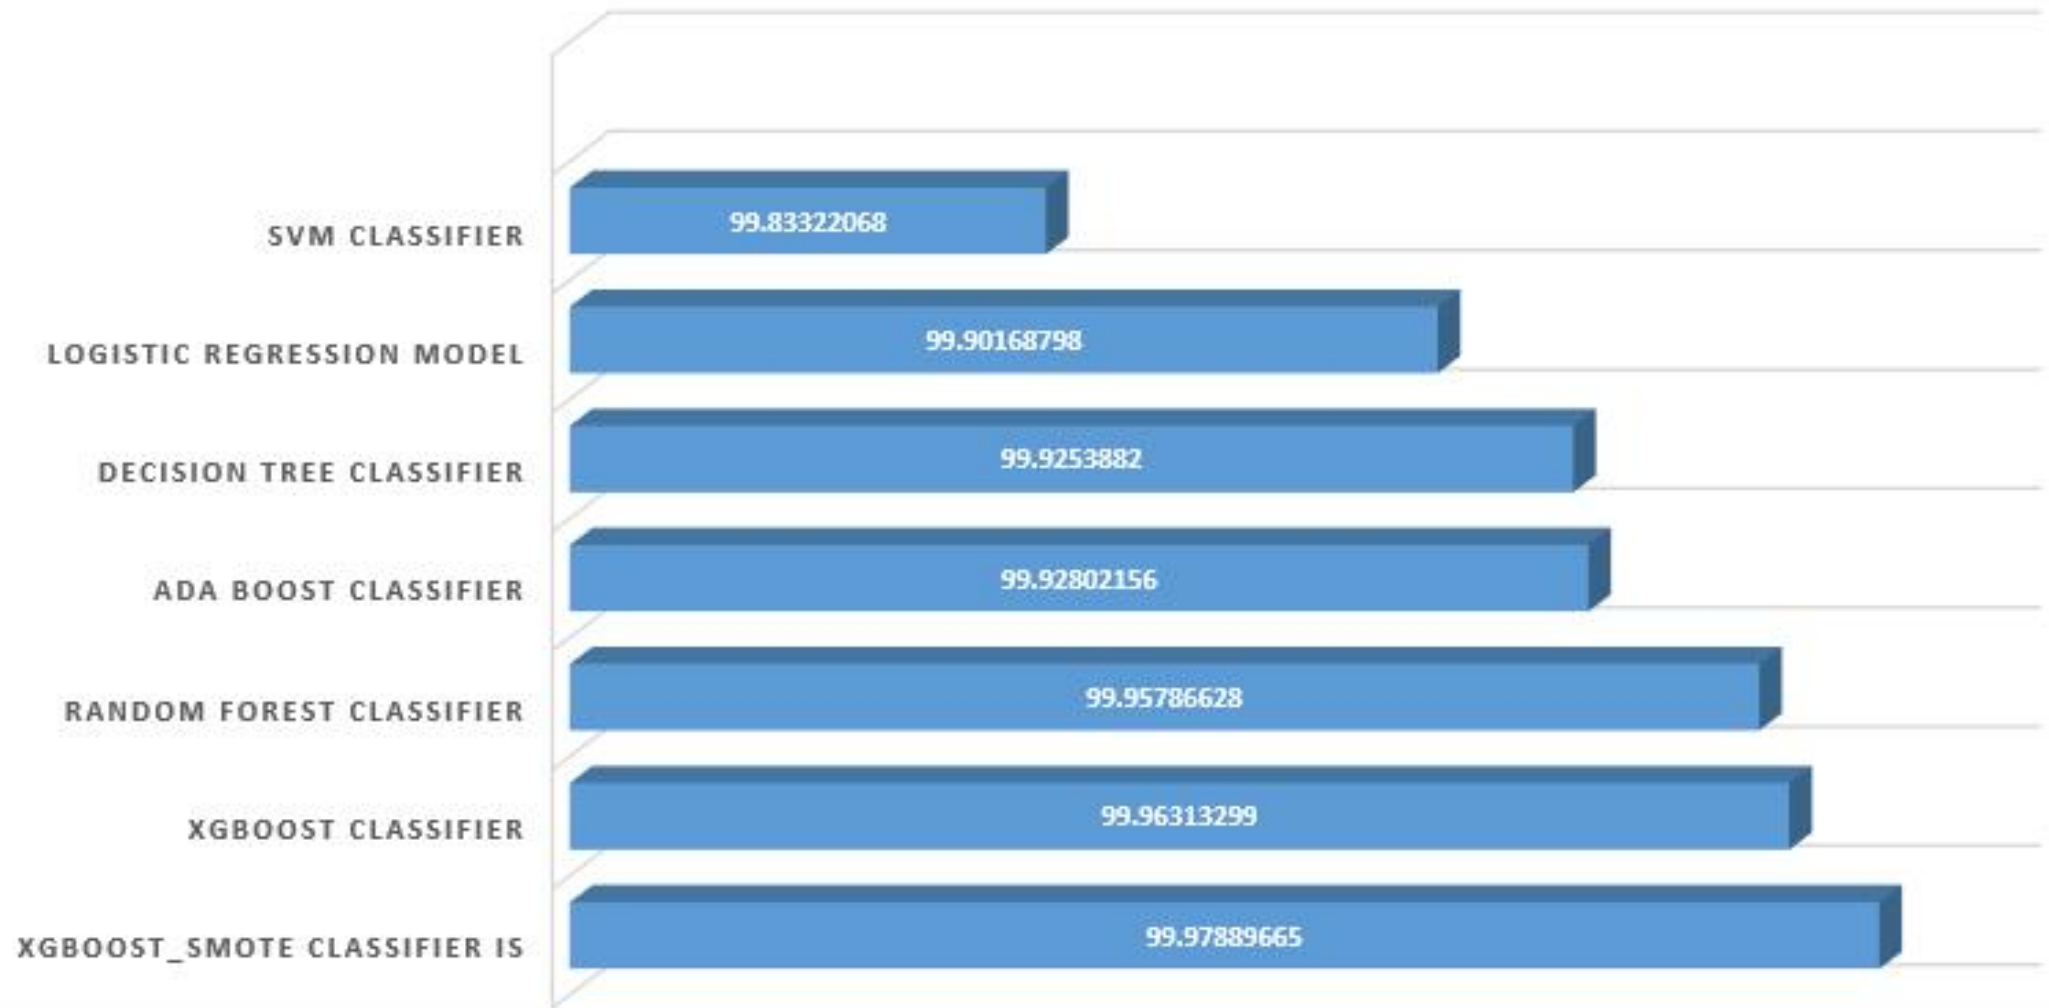 SVM CLASSIFIER
99.83322068
LOGISTIC REGRESSION MODEL
99.90168798
DECISION TREE CLASSIFIER
99.9253882
ADA BOOST CLASSIFIER
99.92802156
RANDOM FOREST CLASSIFIER
99.95786628
XGBOOST CLASSIFIER
99.96313299
XGBOOST_SMOTE CLASSIFIER IS
99.97889665